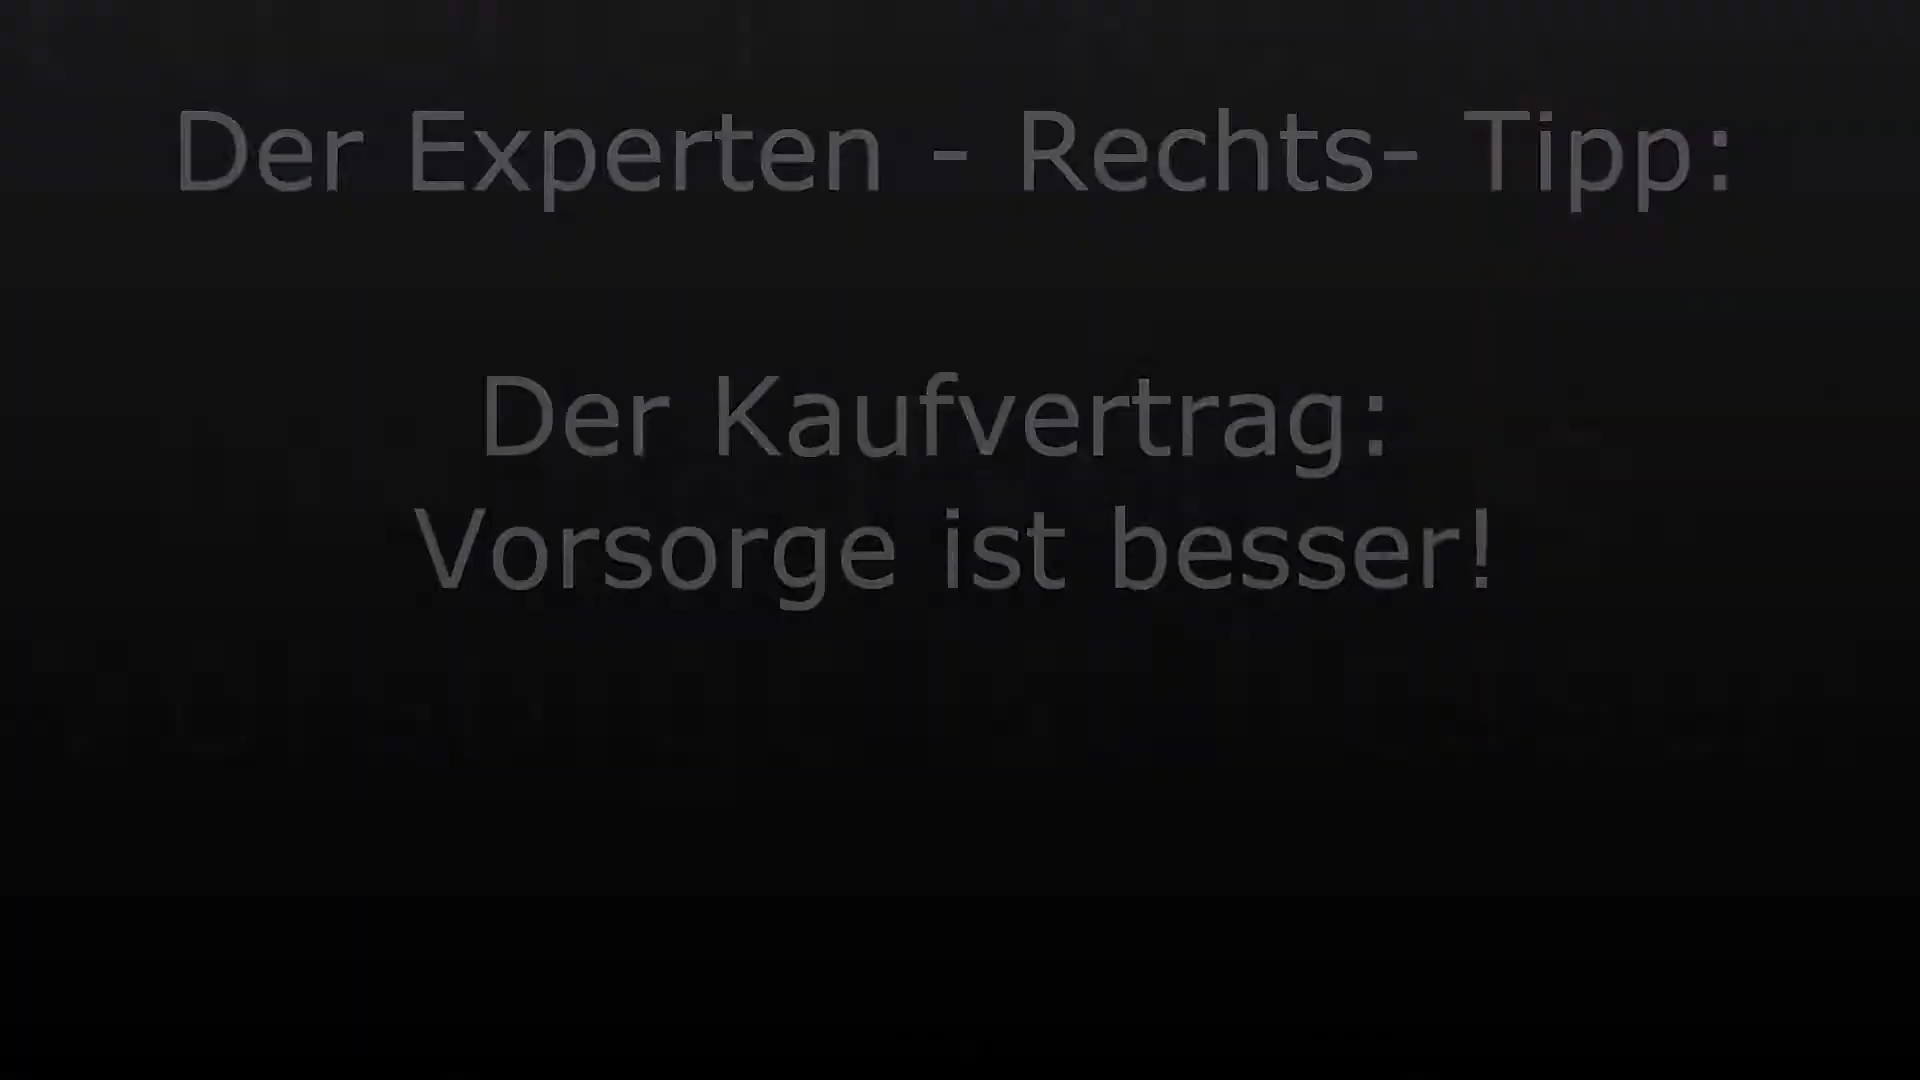 Der Experten - Rechts- Tipp:
Der Kaufvertrag:
Vorsorge ist besser!